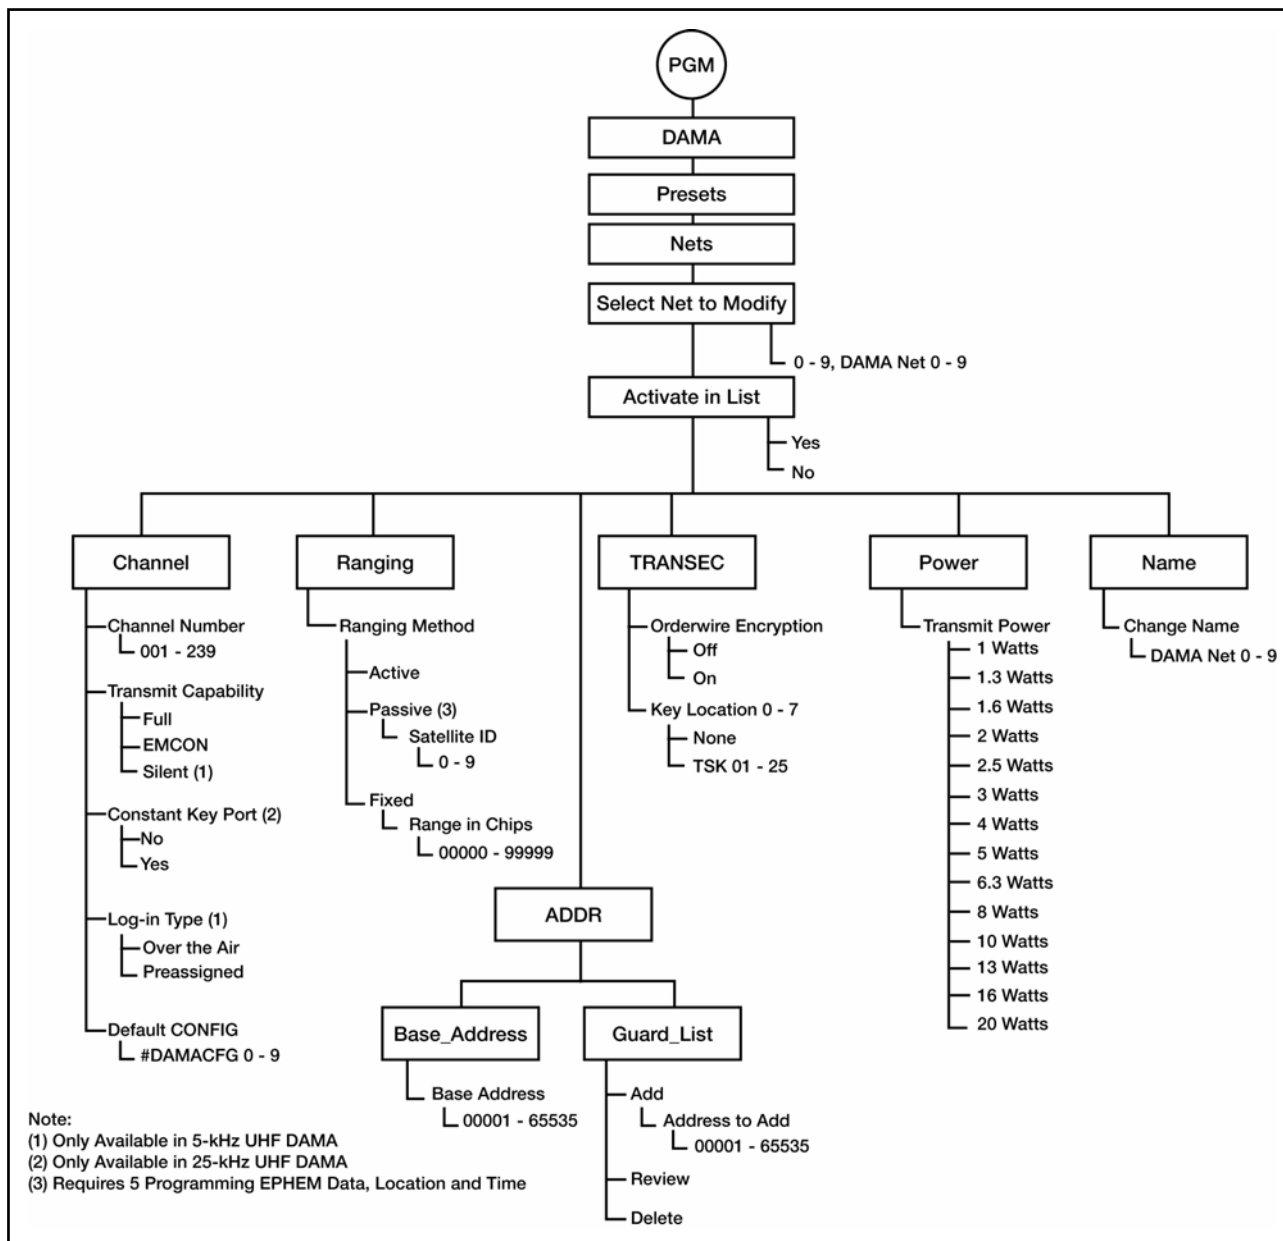 PGM
DAMA
Presets
Nets
Select Net to Modify
0 - 9, DAMA Net 0 - 9
Activate in List
Yes
No
Channel
Channel Number
001 - 239
Transmit Capability
Full
EMCON
Silent (1)
Constant Key Port (2)
No
Yes
Log-in Type (1)
Over the Air
Preassigned
Default CONFIG
#DAMACFG 0 - 9
Ranging
Ranging Method
Active
Passive (3)
Satellite ID
0 - 9
Fixed
Range in Chips
00000 - 99999
ADDR
Base_Address
Base Address
00001 - 65535
Guard_List
Add
Address to Add
00001 - 65535
Review
Delete
TRANSEC
Orderwire Encryption
Off
On
Key Location 0 - 7
None
TSK 01 - 25
Power
Transmit Power
1 Watts
1.3 Watts
1.6 Watts
2 Watts
2.5 Watts
3 Watts
4 Watts
5 Watts
6.3 Watts
8 Watts
10 Watts
13 Watts
16 Watts
20 Watts
Name
Change Name
DAMA Net 0 - 9
Note:
(1) Only Available in 5-kHz UHF DAMA
(2) Only Available in 25-kHz UHF DAMA
(3) Requires 5 Programming EPHEM Data, Location and Time